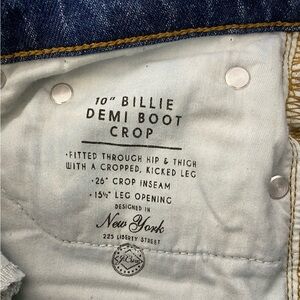 10" BILLIE
DEMI BOOT
CROP
• FITTED THROUGH HIP & THIGH
WITH A CROPPED, KICKED LEG
• 26" CROP INSEAM
• 15½" LEG OPENING
DESIGNED IN
New York
225 LIBERTY STREET
J.Crew